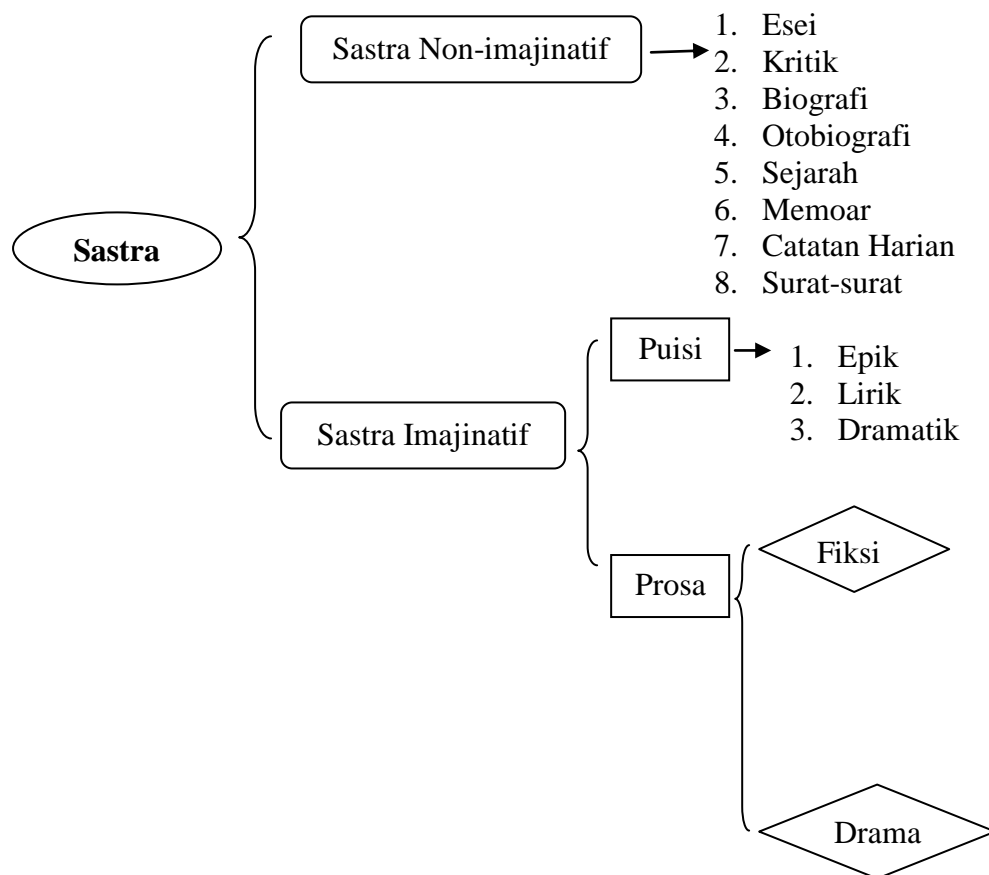 Sastra
Sastra Non-imajinatif
1. Esei
2. Kritik
3. Biografi
4. Otobiografi
5. Sejarah
6. Memoar
7. Catatan Harian
8. Surat-surat
Sastra Imajinatif
Puisi
1. Epik
2. Lirik
3. Dramatik
Prosa
Fiksi
Drama